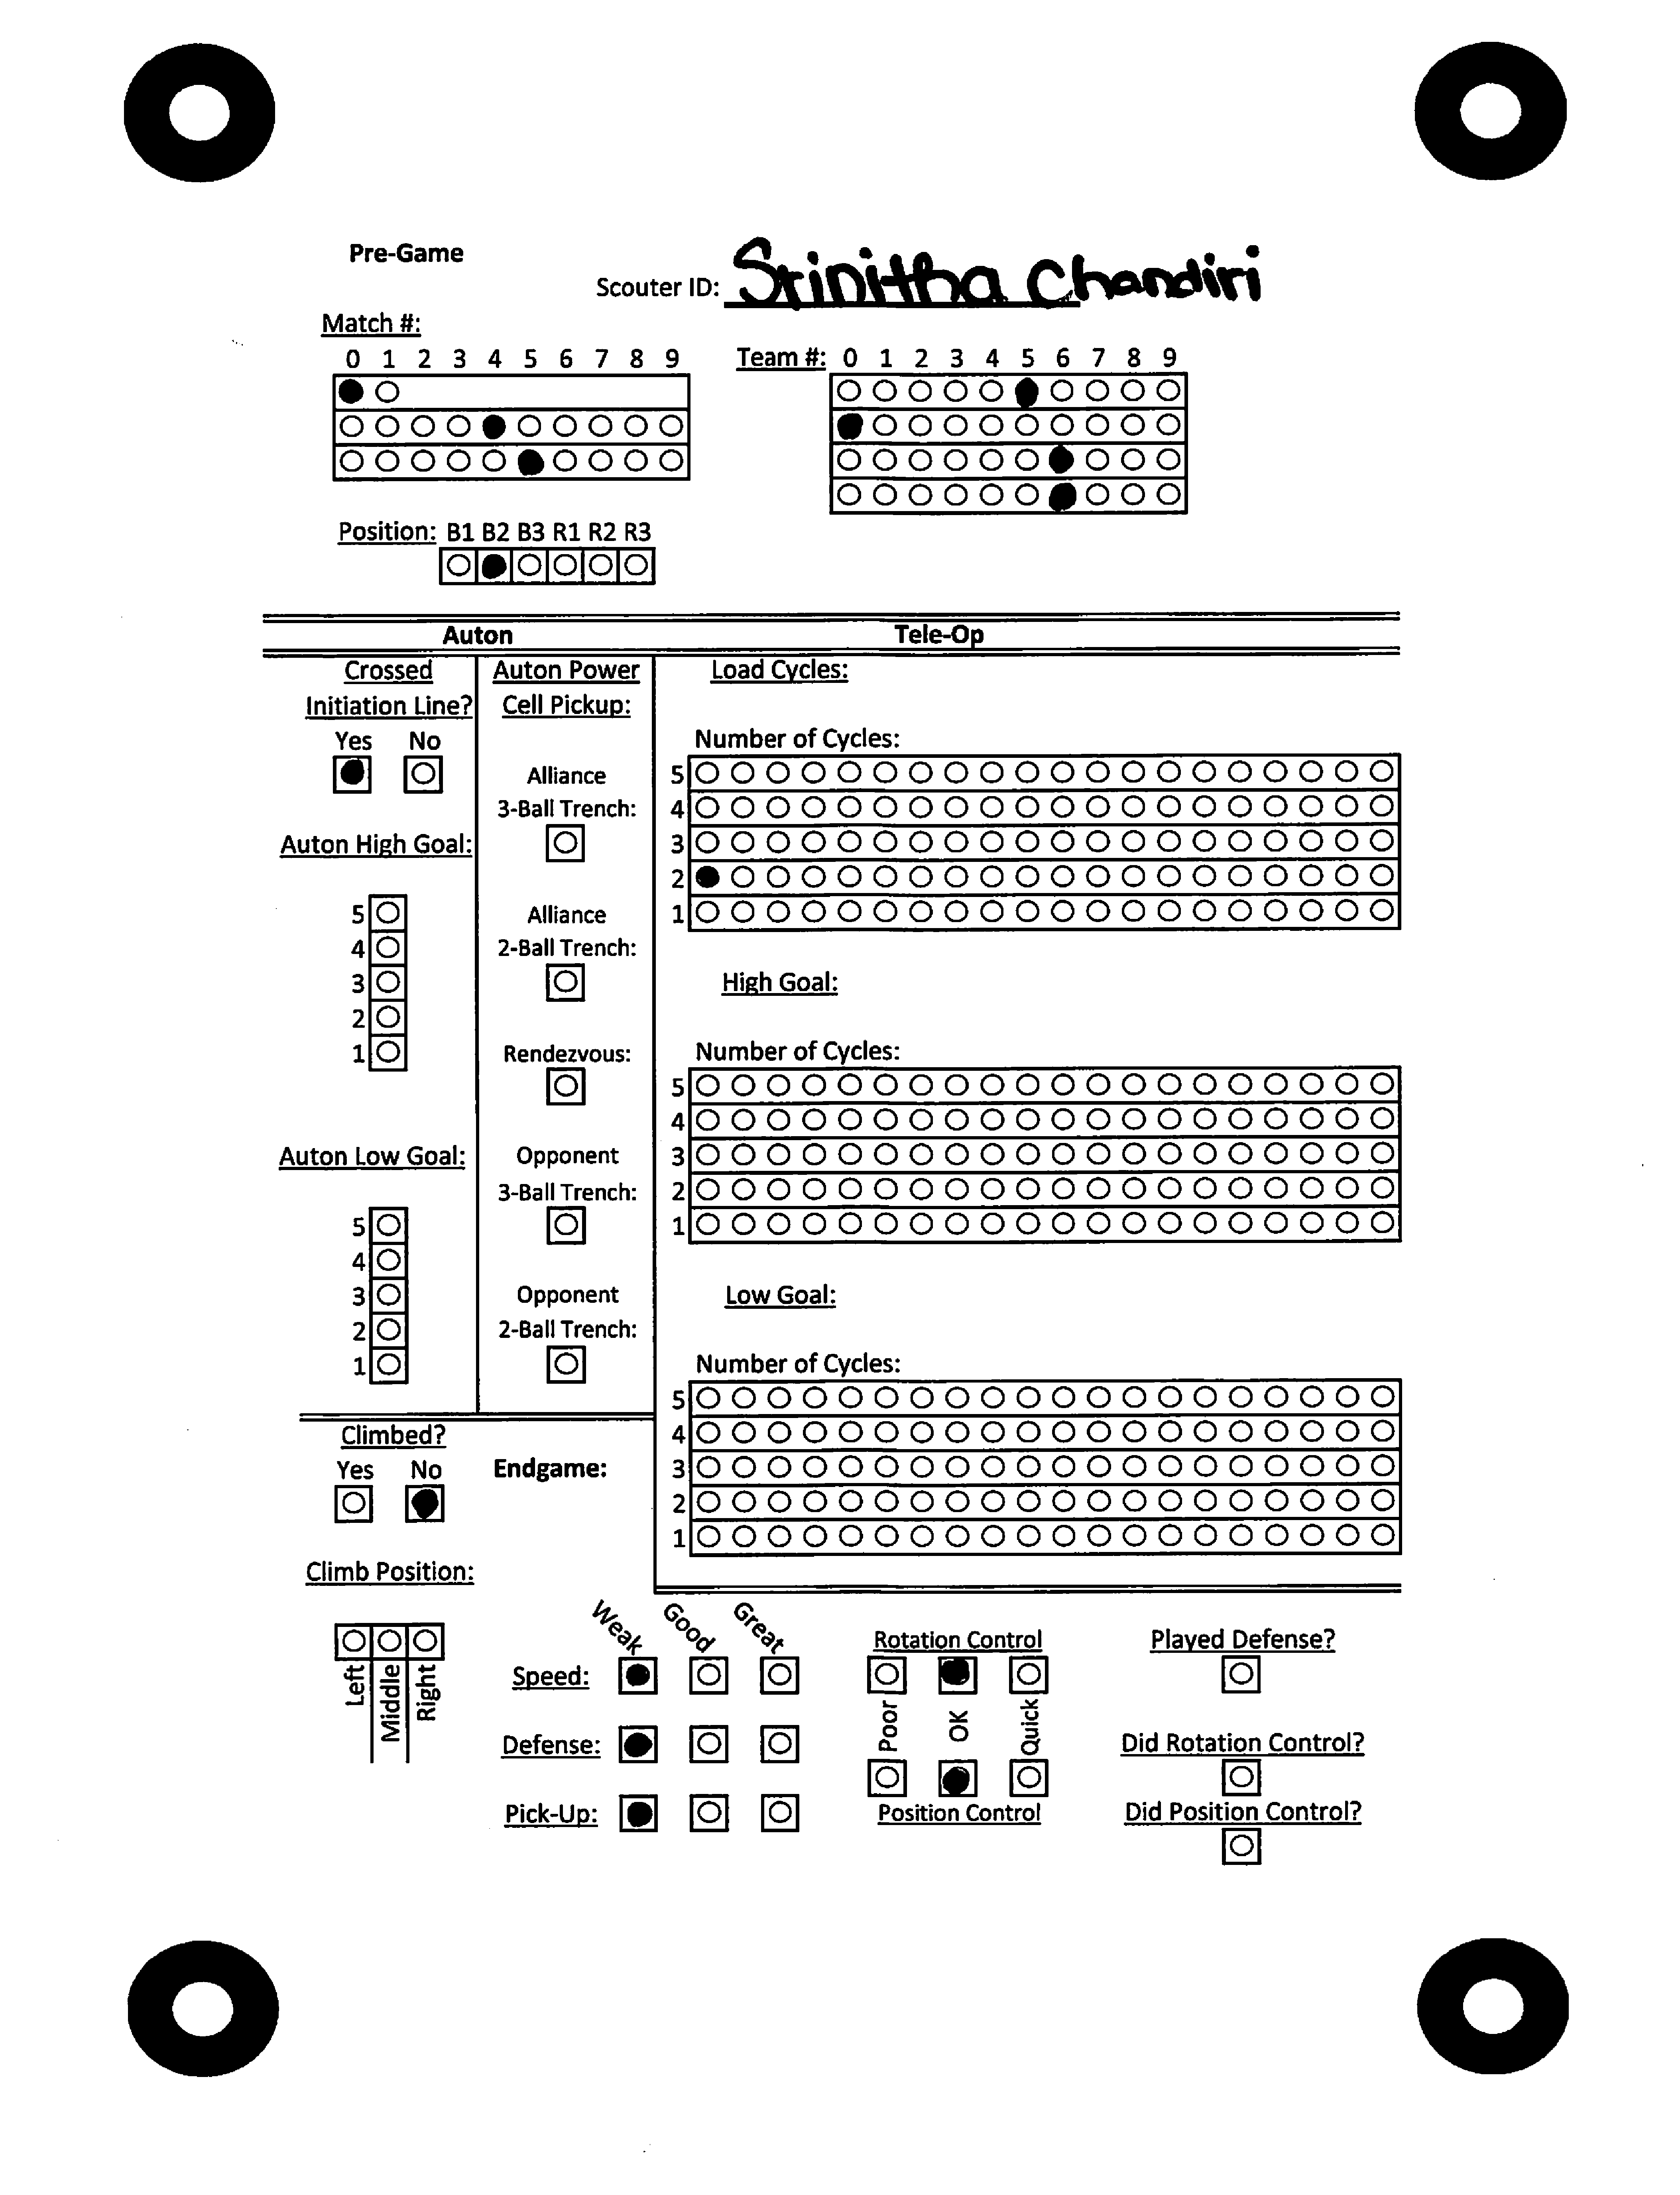 Pre-Game
Scouter ID: Srinitha Chandiri
Match #:
0 1 2 3 4 5 6 7 8 9
Team #: 0 1 2 3 4 5 6 7 8 9
Position: B1 B2 B3 R1 R2 R3
Auton
Tele-Op
Crossed
Initiation Line?
Yes No
Auton High Goal:
5
4
3
2
1
Auton Low Goal:
5
4
3
2
1
Auton Power
Cell Pickup:
Alliance
3-Ball Trench:
Alliance
2-Ball Trench:
Rendezvous:
Opponent
3-Ball Trench:
Opponent
2-Ball Trench:
Load Cycles:
Number of Cycles:
5
4
3
2
1
High Goal:
Number of Cycles:
5
4
3
2
1
Low Goal:
Number of Cycles:
5
4
3
2
1
Climbed?
Yes No
Endgame:
Climb Position:
Left
Middle
Right
Weak Good Great
Speed:
Defense:
Pick-Up:
Rotation Control
Poor OK Quick
Position Control
Played Defense?
Did Rotation Control?
Did Position Control?